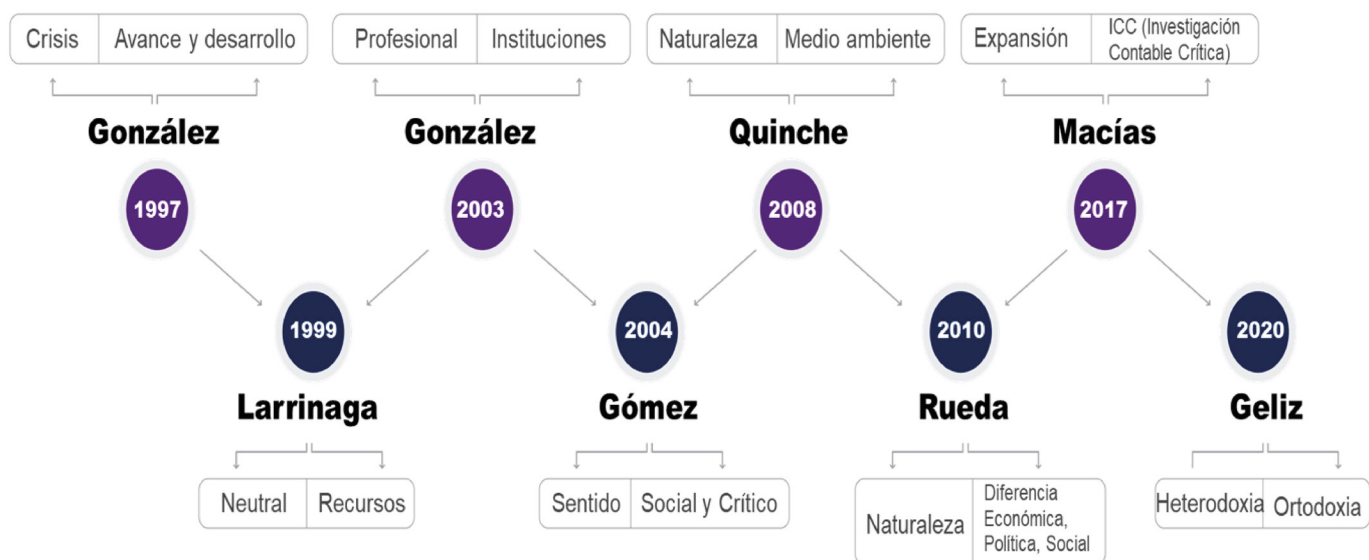 Crisis
Avance y desarrollo
Profesional
Instituciones
Naturaleza
Medio ambiente
Expansión
ICC (Investigación
Contable Crítica)
González
González
Quinche
Macías
1997
2003
2008
2017
1999
2004
2010
2020
Larrinaga
Gómez
Rueda
Geliz
Neutral
Recursos
Sentido
Social y Crítico
Naturaleza
Diferencia
Económica,
Política, Social
Heterodoxia
Ortodoxia